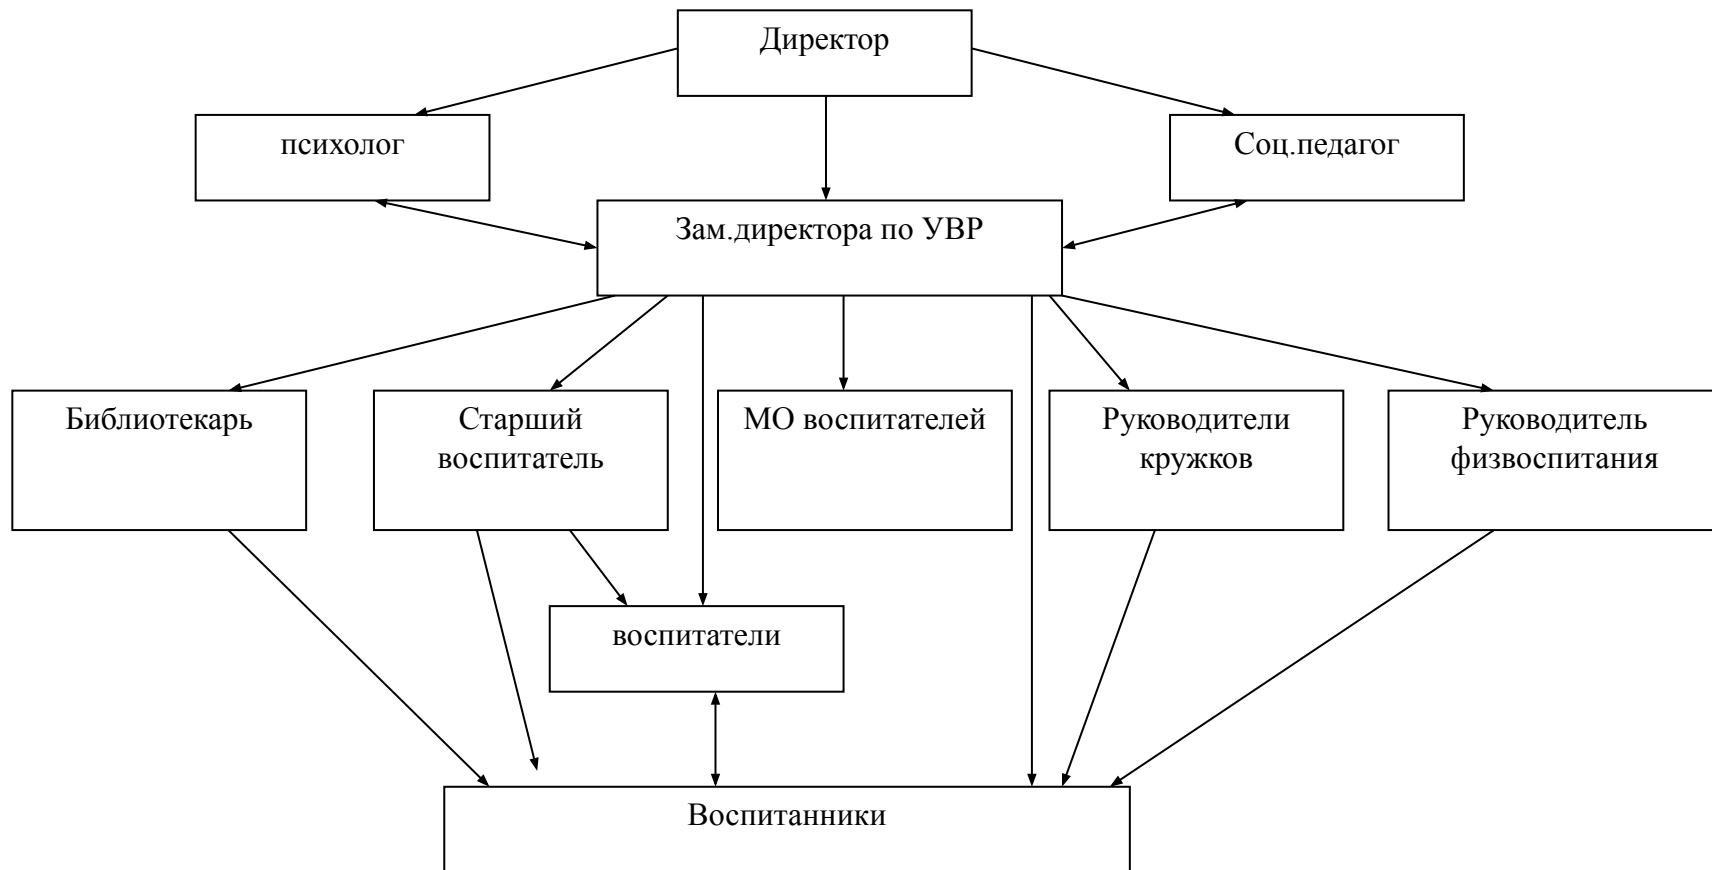 Директор
психолог
Соц.педагог
Зам.директора по УВР
Библиотекарь
Старший
воспитатель
МО воспитателей
Руководители
кружков
Руководитель
физвоспитания
воспитатели
Воспитанники